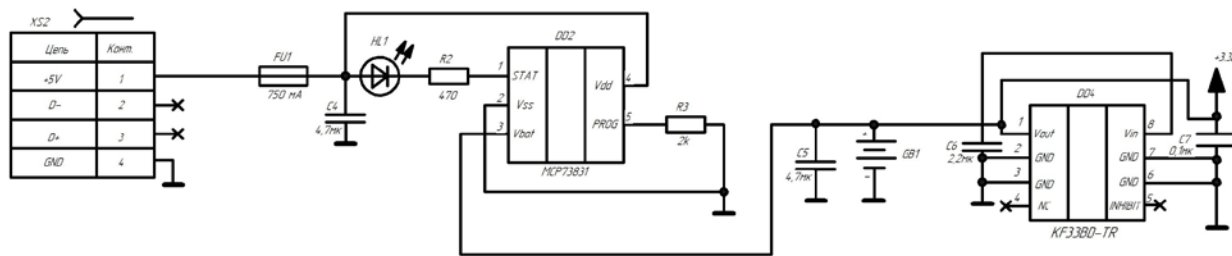 XS2
Цепь Конт.
+5V 1
D- 2
D+ 3
GND 4
FU1
750 мА
C4
4,7мк
HL1
R2
470
DD2
1 STAT
2 Vss
3 Vbat
Vdd 4
PROG 5
MCP73831
R3
2k
C5
4,7мк
+
GB1
-
C6
2,2мк
DD4
1 Vout
2 GND
3 GND
4 NC
Vin 8
GND 7
GND 6
INHIBIT 5
KF33BD-TR
C7
0,1мк
+3.3